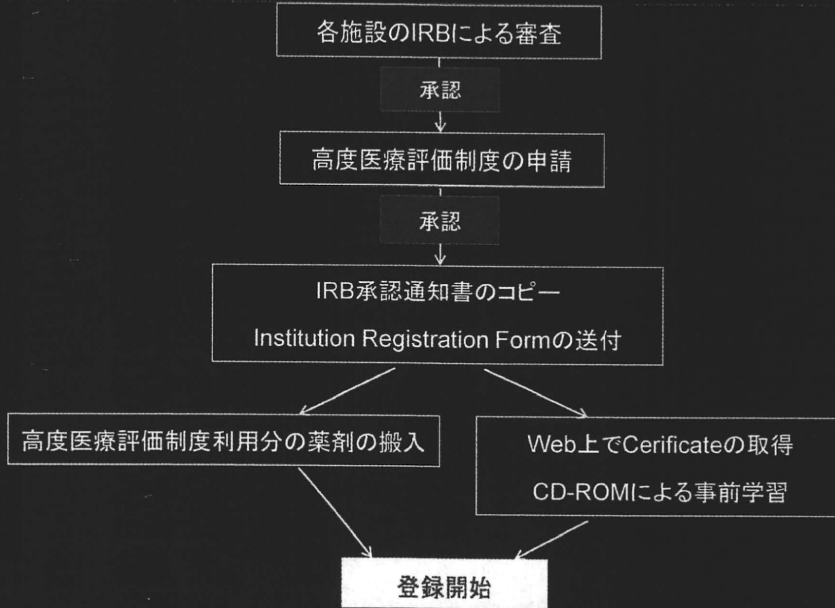 各施設のIRBによる審査
承認
高度医療評価制度の申請
承認
IRB承認通知書のコピー
Institution Registration Formの送付
高度医療評価制度利用分の薬剤の搬入
Web上でCerificateの取得
CD-ROMによる事前学習
登録開始